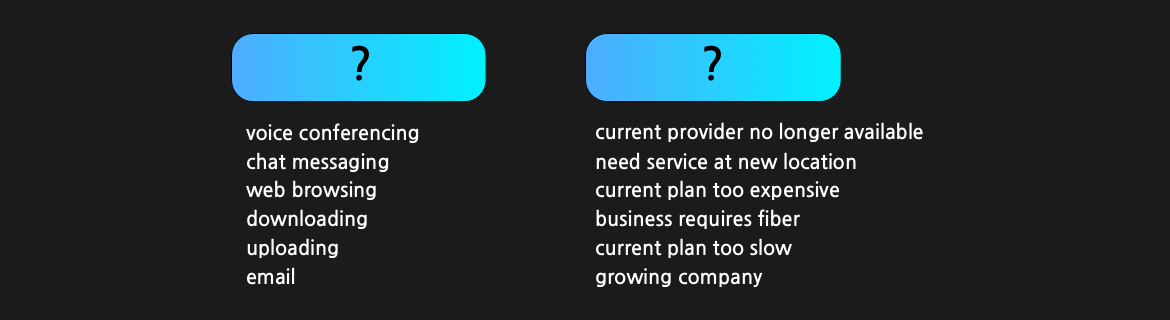 ?
voice conferencing
chat messaging
web browsing
downloading
uploading
email
?
current provider no longer available
need service at new location
current plan too expensive
business requires fiber
current plan too slow
growing company